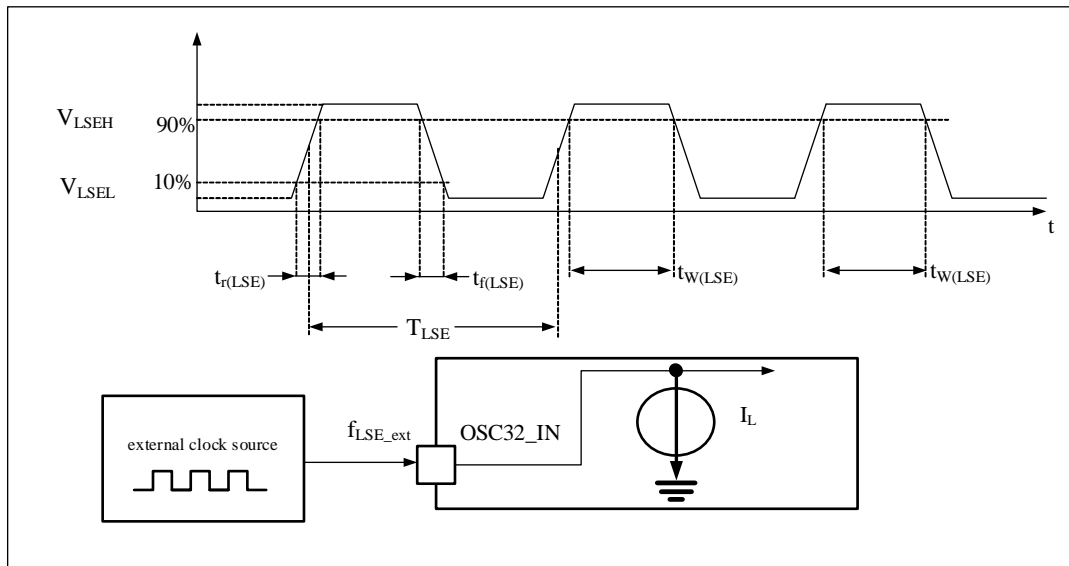 V_LSEH
90%
V_LSEL
10%
t
t_r(LSE)
t_f(LSE)
t_W(LSE)
t_W(LSE)
T_LSE
external clock source
f_LSE_ext
OSC32_IN
I_L